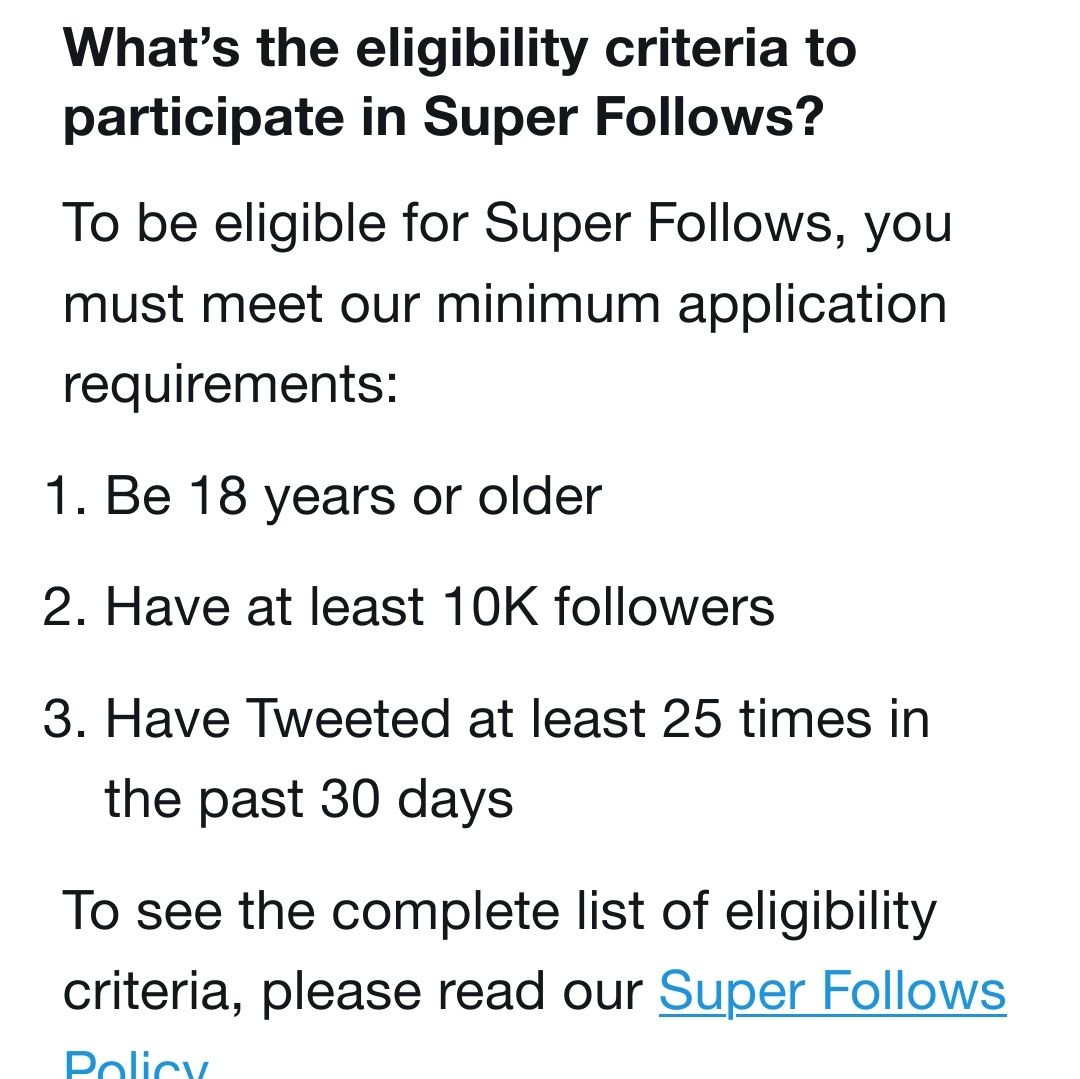 What’s the eligibility criteria to
participate in Super Follows?
To be eligible for Super Follows, you
must meet our minimum application
requirements:
1. Be 18 years or older
2. Have at least 10K followers
3. Have Tweeted at least 25 times in
the past 30 days
To see the complete list of eligibility
criteria, please read our Super Follows
Policy